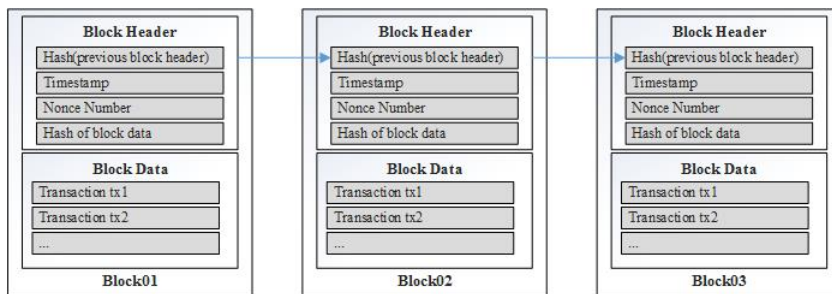 Block Header
Hash(previous block header)
Timestamp
Nonce Number
Hash of block data
Block Data
Transaction tx1
Transaction tx2
...
Block01
Block Header
Hash(previous block header)
Timestamp
Nonce Number
Hash of block data
Block Data
Transaction tx1
Transaction tx2
...
Block02
Block Header
Hash(previous block header)
Timestamp
Nonce Number
Hash of block data
Block Data
Transaction tx1
Transaction tx2
...
Block03